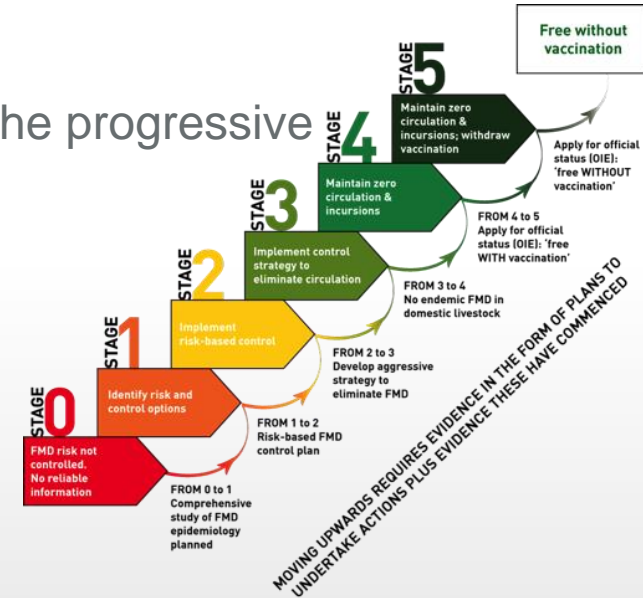 Free without
vaccination
he progressive
STAGE
5
Maintain zero
circulation &
incursions; withdraw
vaccination
Apply for official
status (OIE):
‘free WITHOUT
vaccination’
STAGE
4
Maintain zero
circulation &
incursions
FROM 4 to 5
Apply for official
status (OIE): ‘free
WITH vaccination’
STAGE
3
Implement control
strategy to
eliminate circulation
FROM 3 to 4
No endemic FMD in
domestic livestock
STAGE
2
Implement
risk-based control
FROM 2 to 3
Develop aggressive
strategy to
eliminate FMD
STAGE
1
Identify risk and
control options
FROM 1 to 2
Risk-based FMD
control plan
STAGE
0
FMD risk not
controlled.
No reliable
information
FROM 0 to 1
Comprehensive
study of FMD
epidemiology
planned
MOVING UPWARDS REQUIRES EVIDENCE IN THE FORM OF PLANS TO
UNDERTAKE ACTIONS PLUS EVIDENCE THESE HAVE COMMENCED